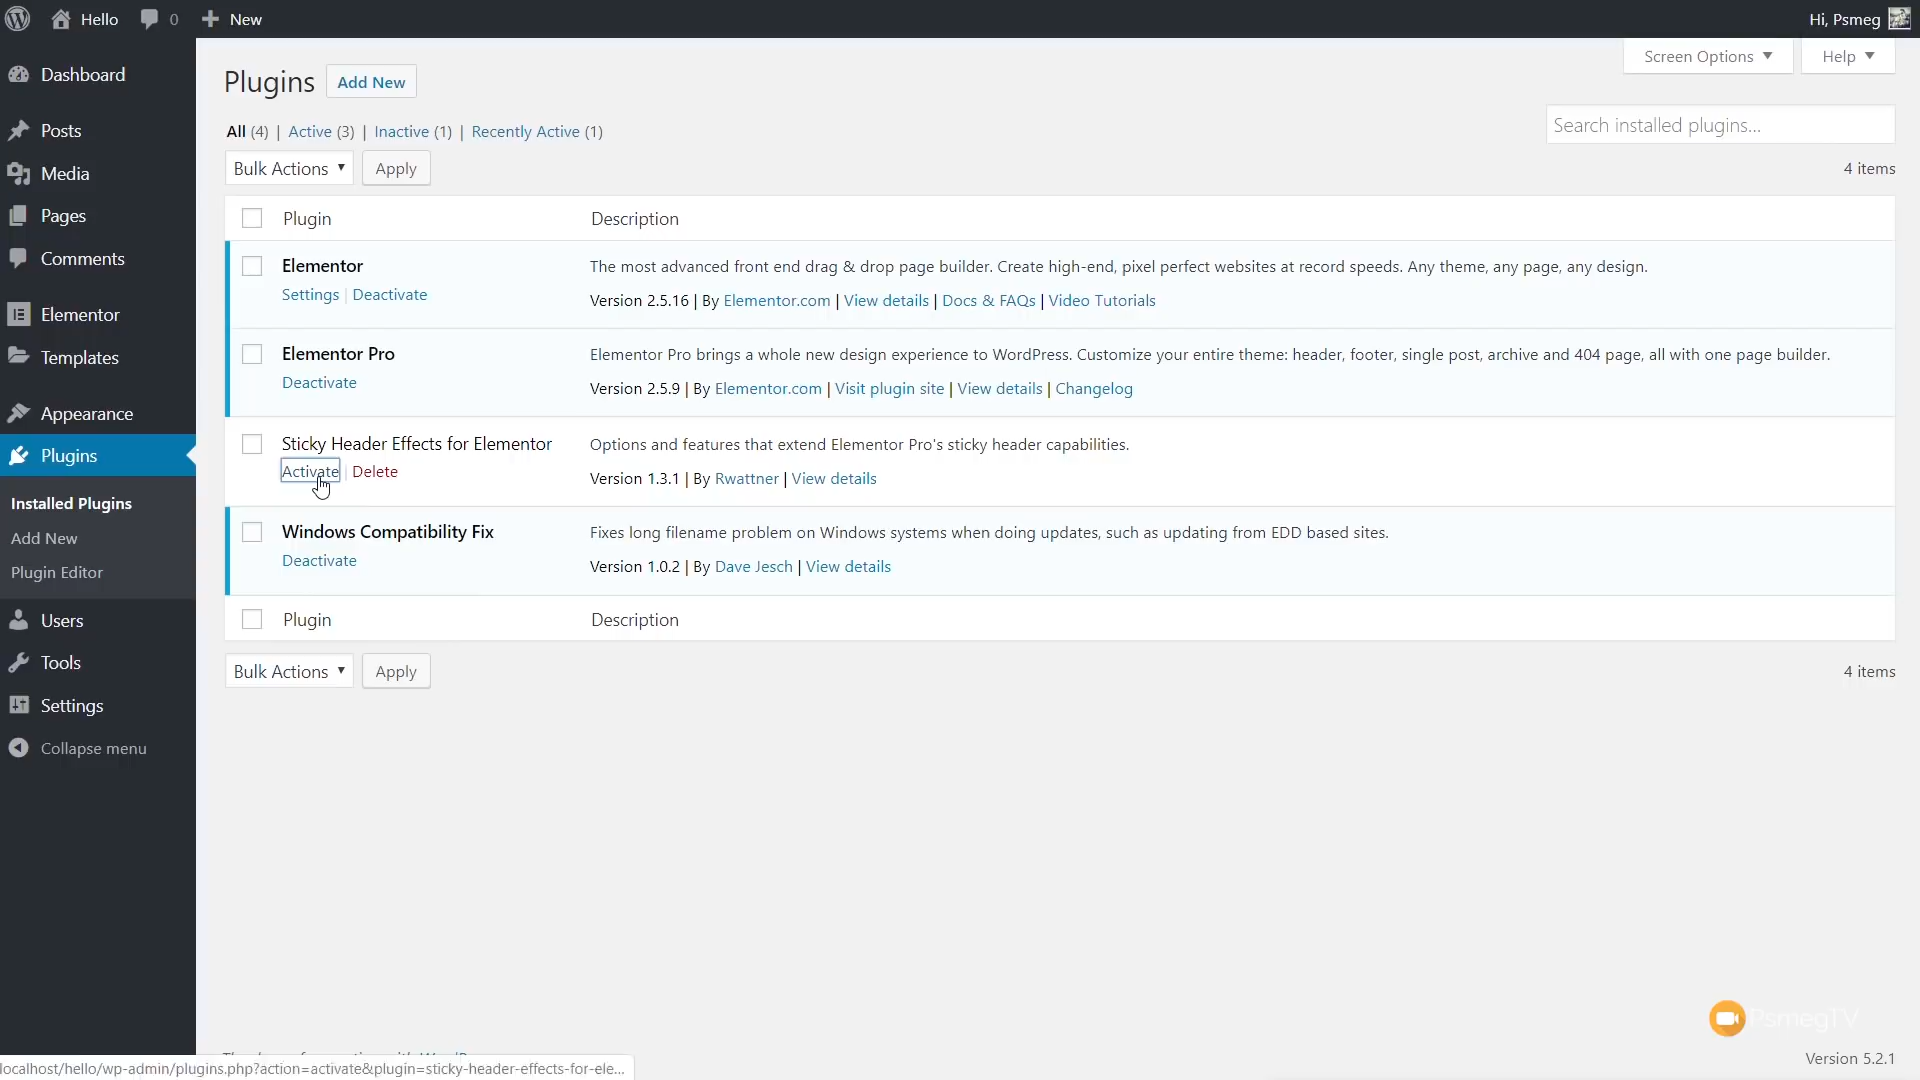 Hello
0
New
Hi, Psmeg
Dashboard
Posts
Media
Pages
Comments
Elementor
Templates
Appearance
Plugins
Installed Plugins
Add New
Plugin Editor
Users
Tools
Settings
Collapse menu
Screen Options ▼
Help ▼
Plugins Add New
All (4) | Active (3) | Inactive (1) | Recently Active (1)
Search installed plugins...
Bulk Actions ▼ Apply
4 items
Plugin Description
Elementor
Settings | Deactivate
The most advanced front end drag & drop page builder. Create high-end, pixel perfect websites at record speeds. Any theme, any page, any design.
Version 2.5.16 | By Elementor.com | View details | Docs & FAQs | Video Tutorials
Elementor Pro
Deactivate
Elementor Pro brings a whole new design experience to WordPress. Customize your entire theme: header, footer, single post, archive and 404 page, all with one page builder.
Version 2.5.9 | By Elementor.com | Visit plugin site | View details | Changelog
Sticky Header Effects for Elementor
Activate | Delete
Options and features that extend Elementor Pro's sticky header capabilities.
Version 1.3.1 | By Rwattner | View details
Windows Compatibility Fix
Deactivate
Fixes long filename problem on Windows systems when doing updates, such as updating from EDD based sites.
Version 1.0.2 | By Dave Jesch | View details
Plugin Description
Bulk Actions ▼ Apply
4 items
PsmegTV
Version 5.2.1
localhost/hello/wp-admin/plugins.php?action=activate&plugin=sticky-header-effects-for-ele...